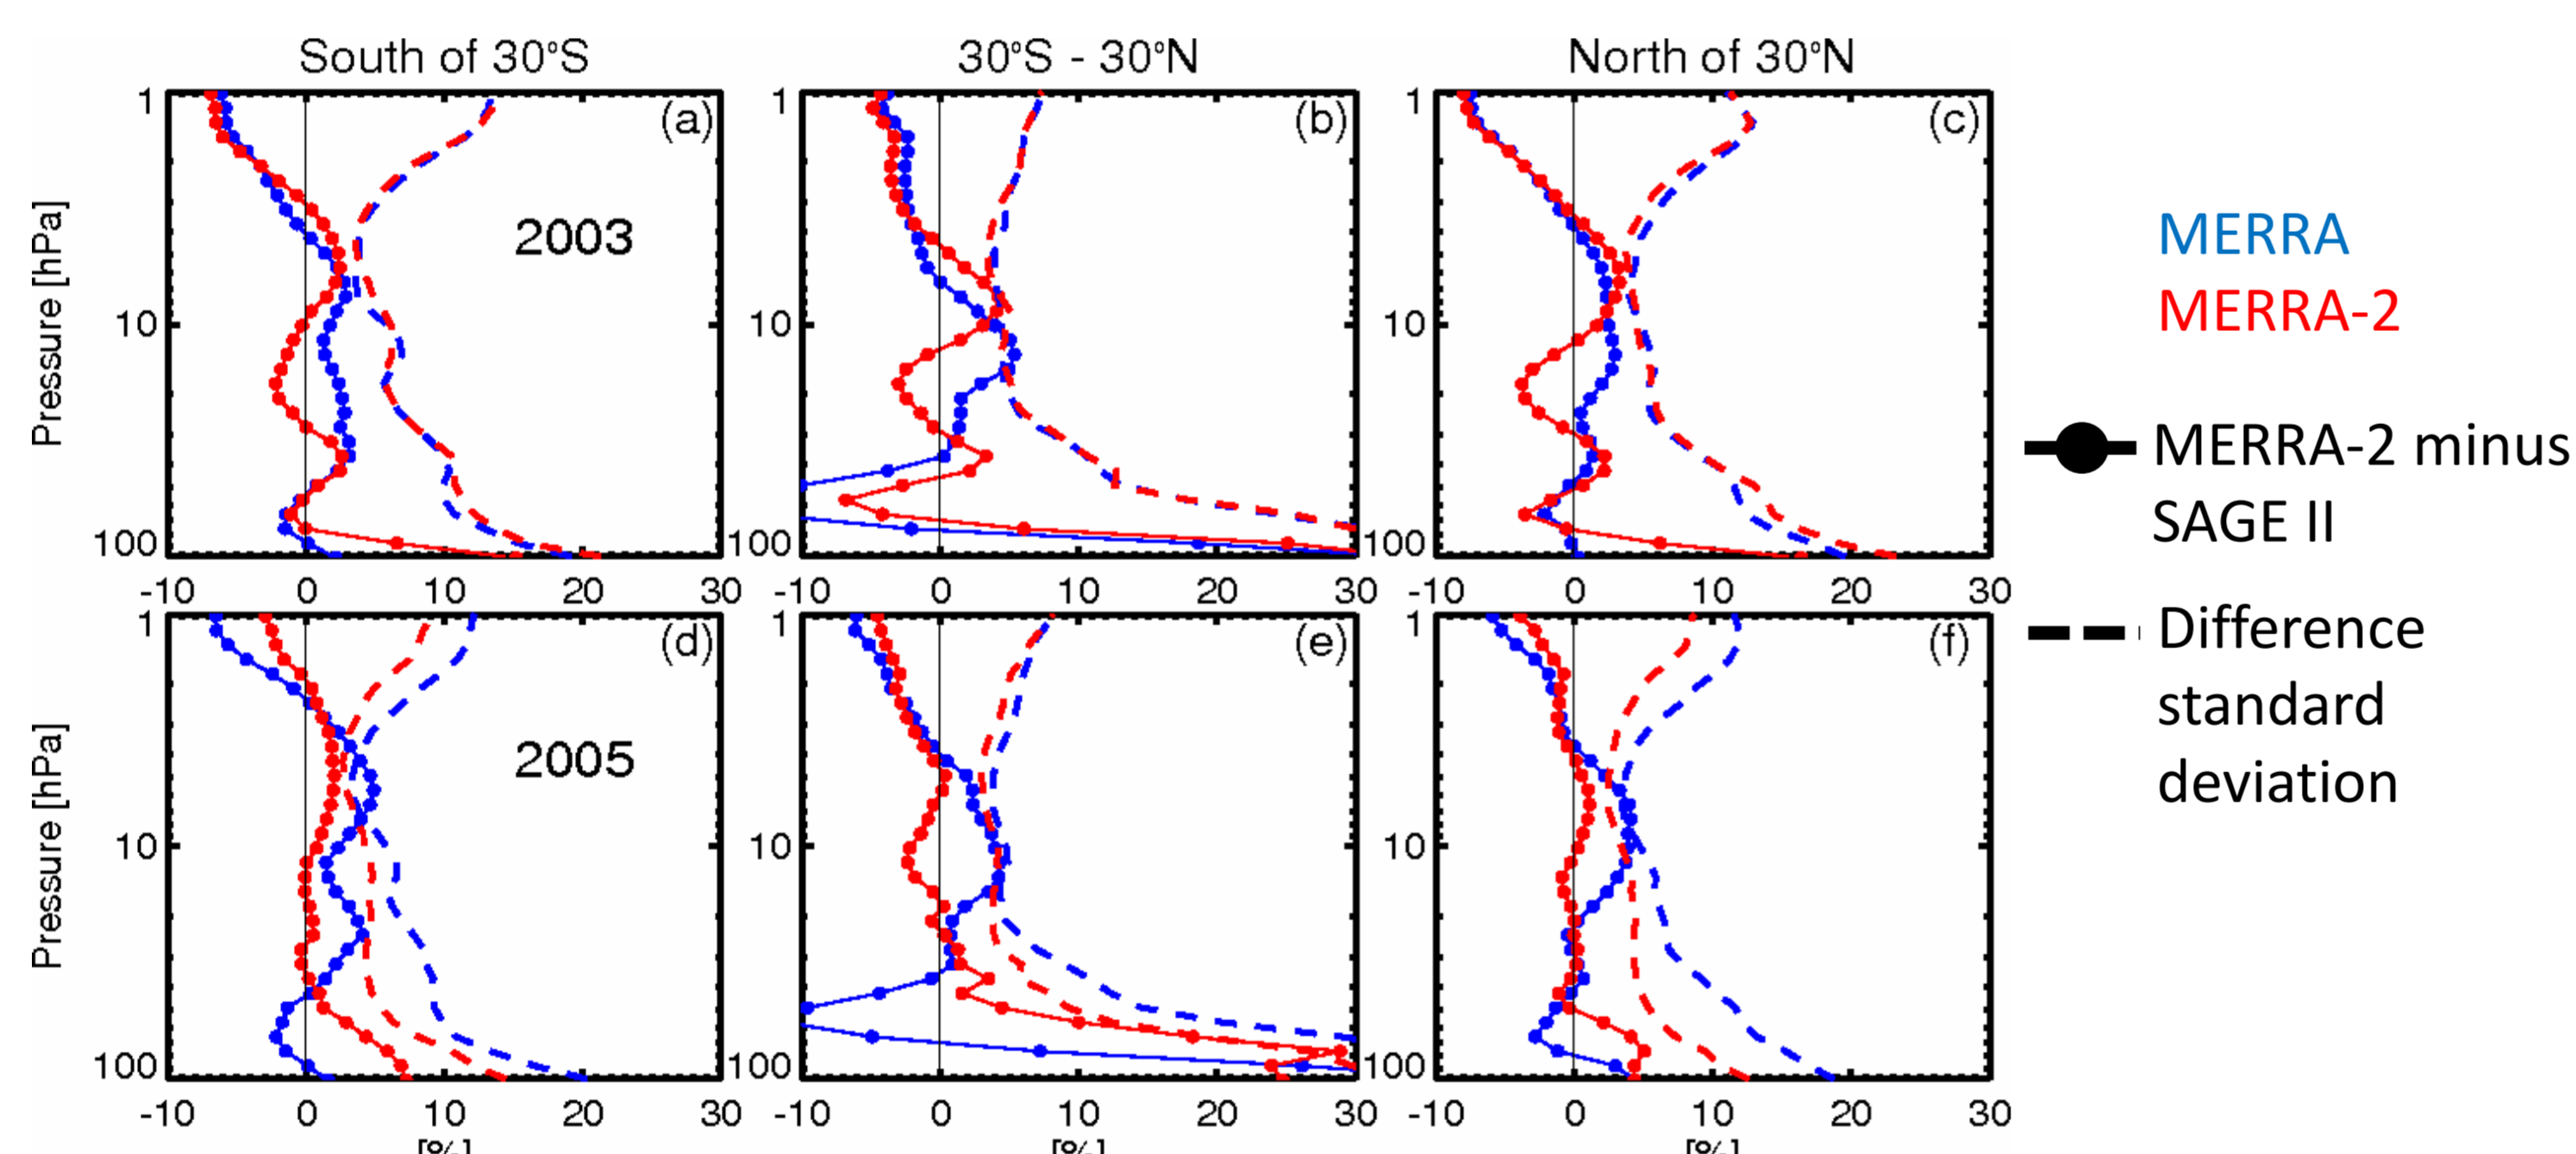 South of 30°S
30°S - 30°N
North of 30°N
1
(a)
2003
10
100
Pressure [hPa]
-10 0 10 20 30
1
(b)
10
100
-10 0 10 20 30
1
(c)
10
100
-10 0 10 20 30
1
(d)
2005
10
100
Pressure [hPa]
-10 0 10 20 30
[%]
1
(e)
10
100
-10 0 10 20 30
[%]
1
(f)
10
100
-10 0 10 20 30
[%]
MERRA
MERRA-2
MERRA-2 minus
SAGE II
Difference
standard
deviation